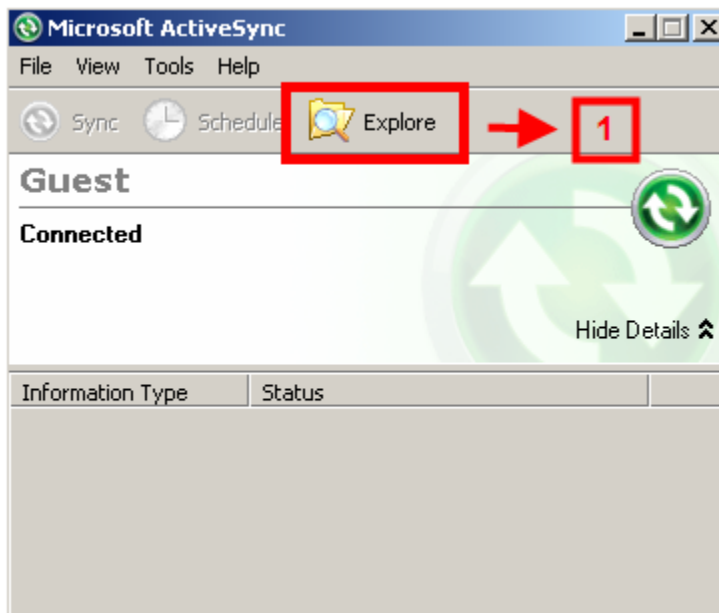 Microsoft ActiveSync
File View Tools Help
Sync Schedule Explore 1
Guest
Connected
Hide Details
Information Type Status